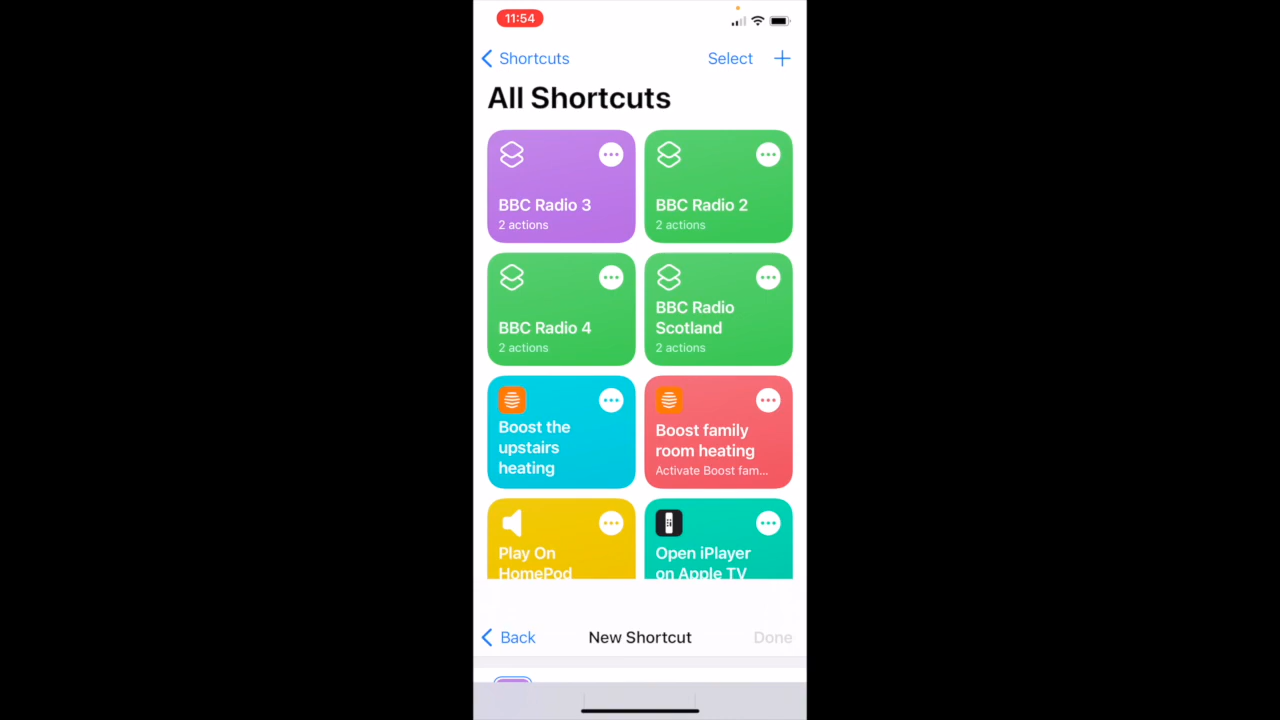 11:54
Shortcuts
Select
All Shortcuts
BBC Radio 3
2 actions
BBC Radio 2
2 actions
BBC Radio 4
2 actions
BBC Radio
Scotland
2 actions
Boost the
upstairs
heating
Boost family
room heating
Activate Boost fam...
Play On
HomePod
Open iPlayer
on Apple TV
Back
New Shortcut
Done